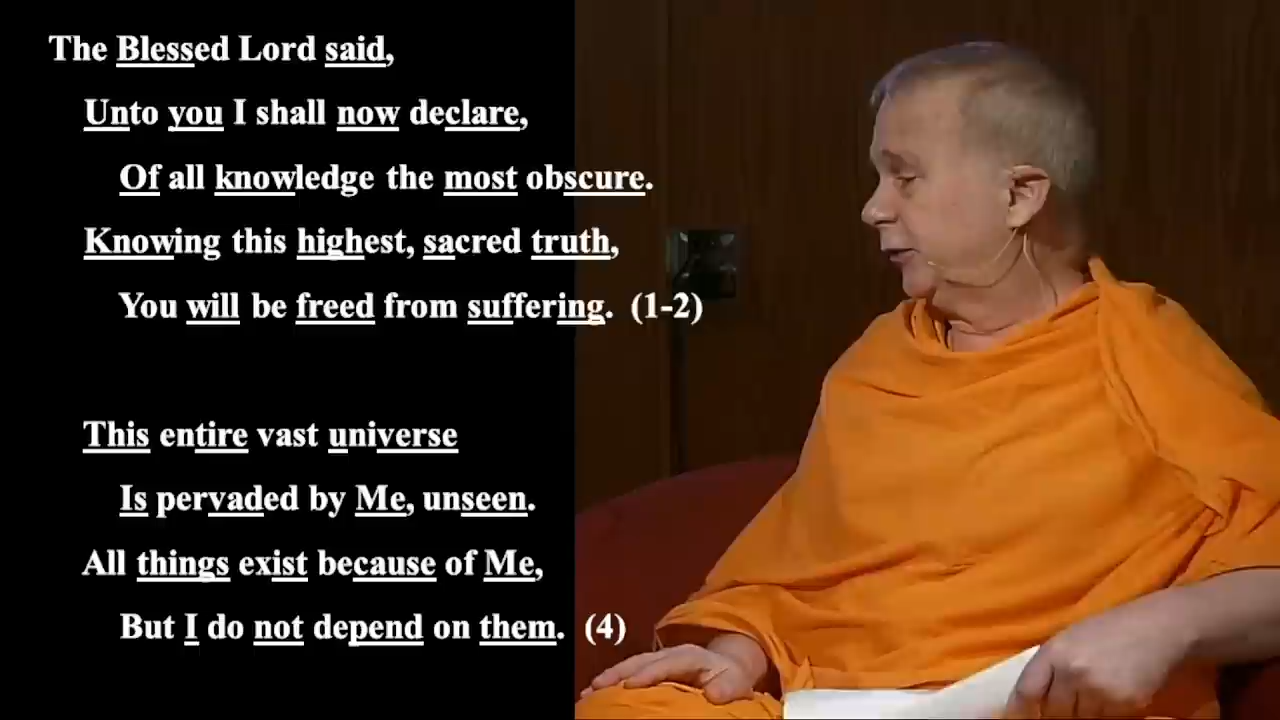 The Blessed Lord said,
Unto you I shall now declare,
Of all knowledge the most obscure.
Knowing this highest, sacred truth,
You will be freed from suffering. (1-2)
This entire vast universe
Is pervaded by Me, unseen.
All things exist because of Me,
But I do not depend on them. (4)